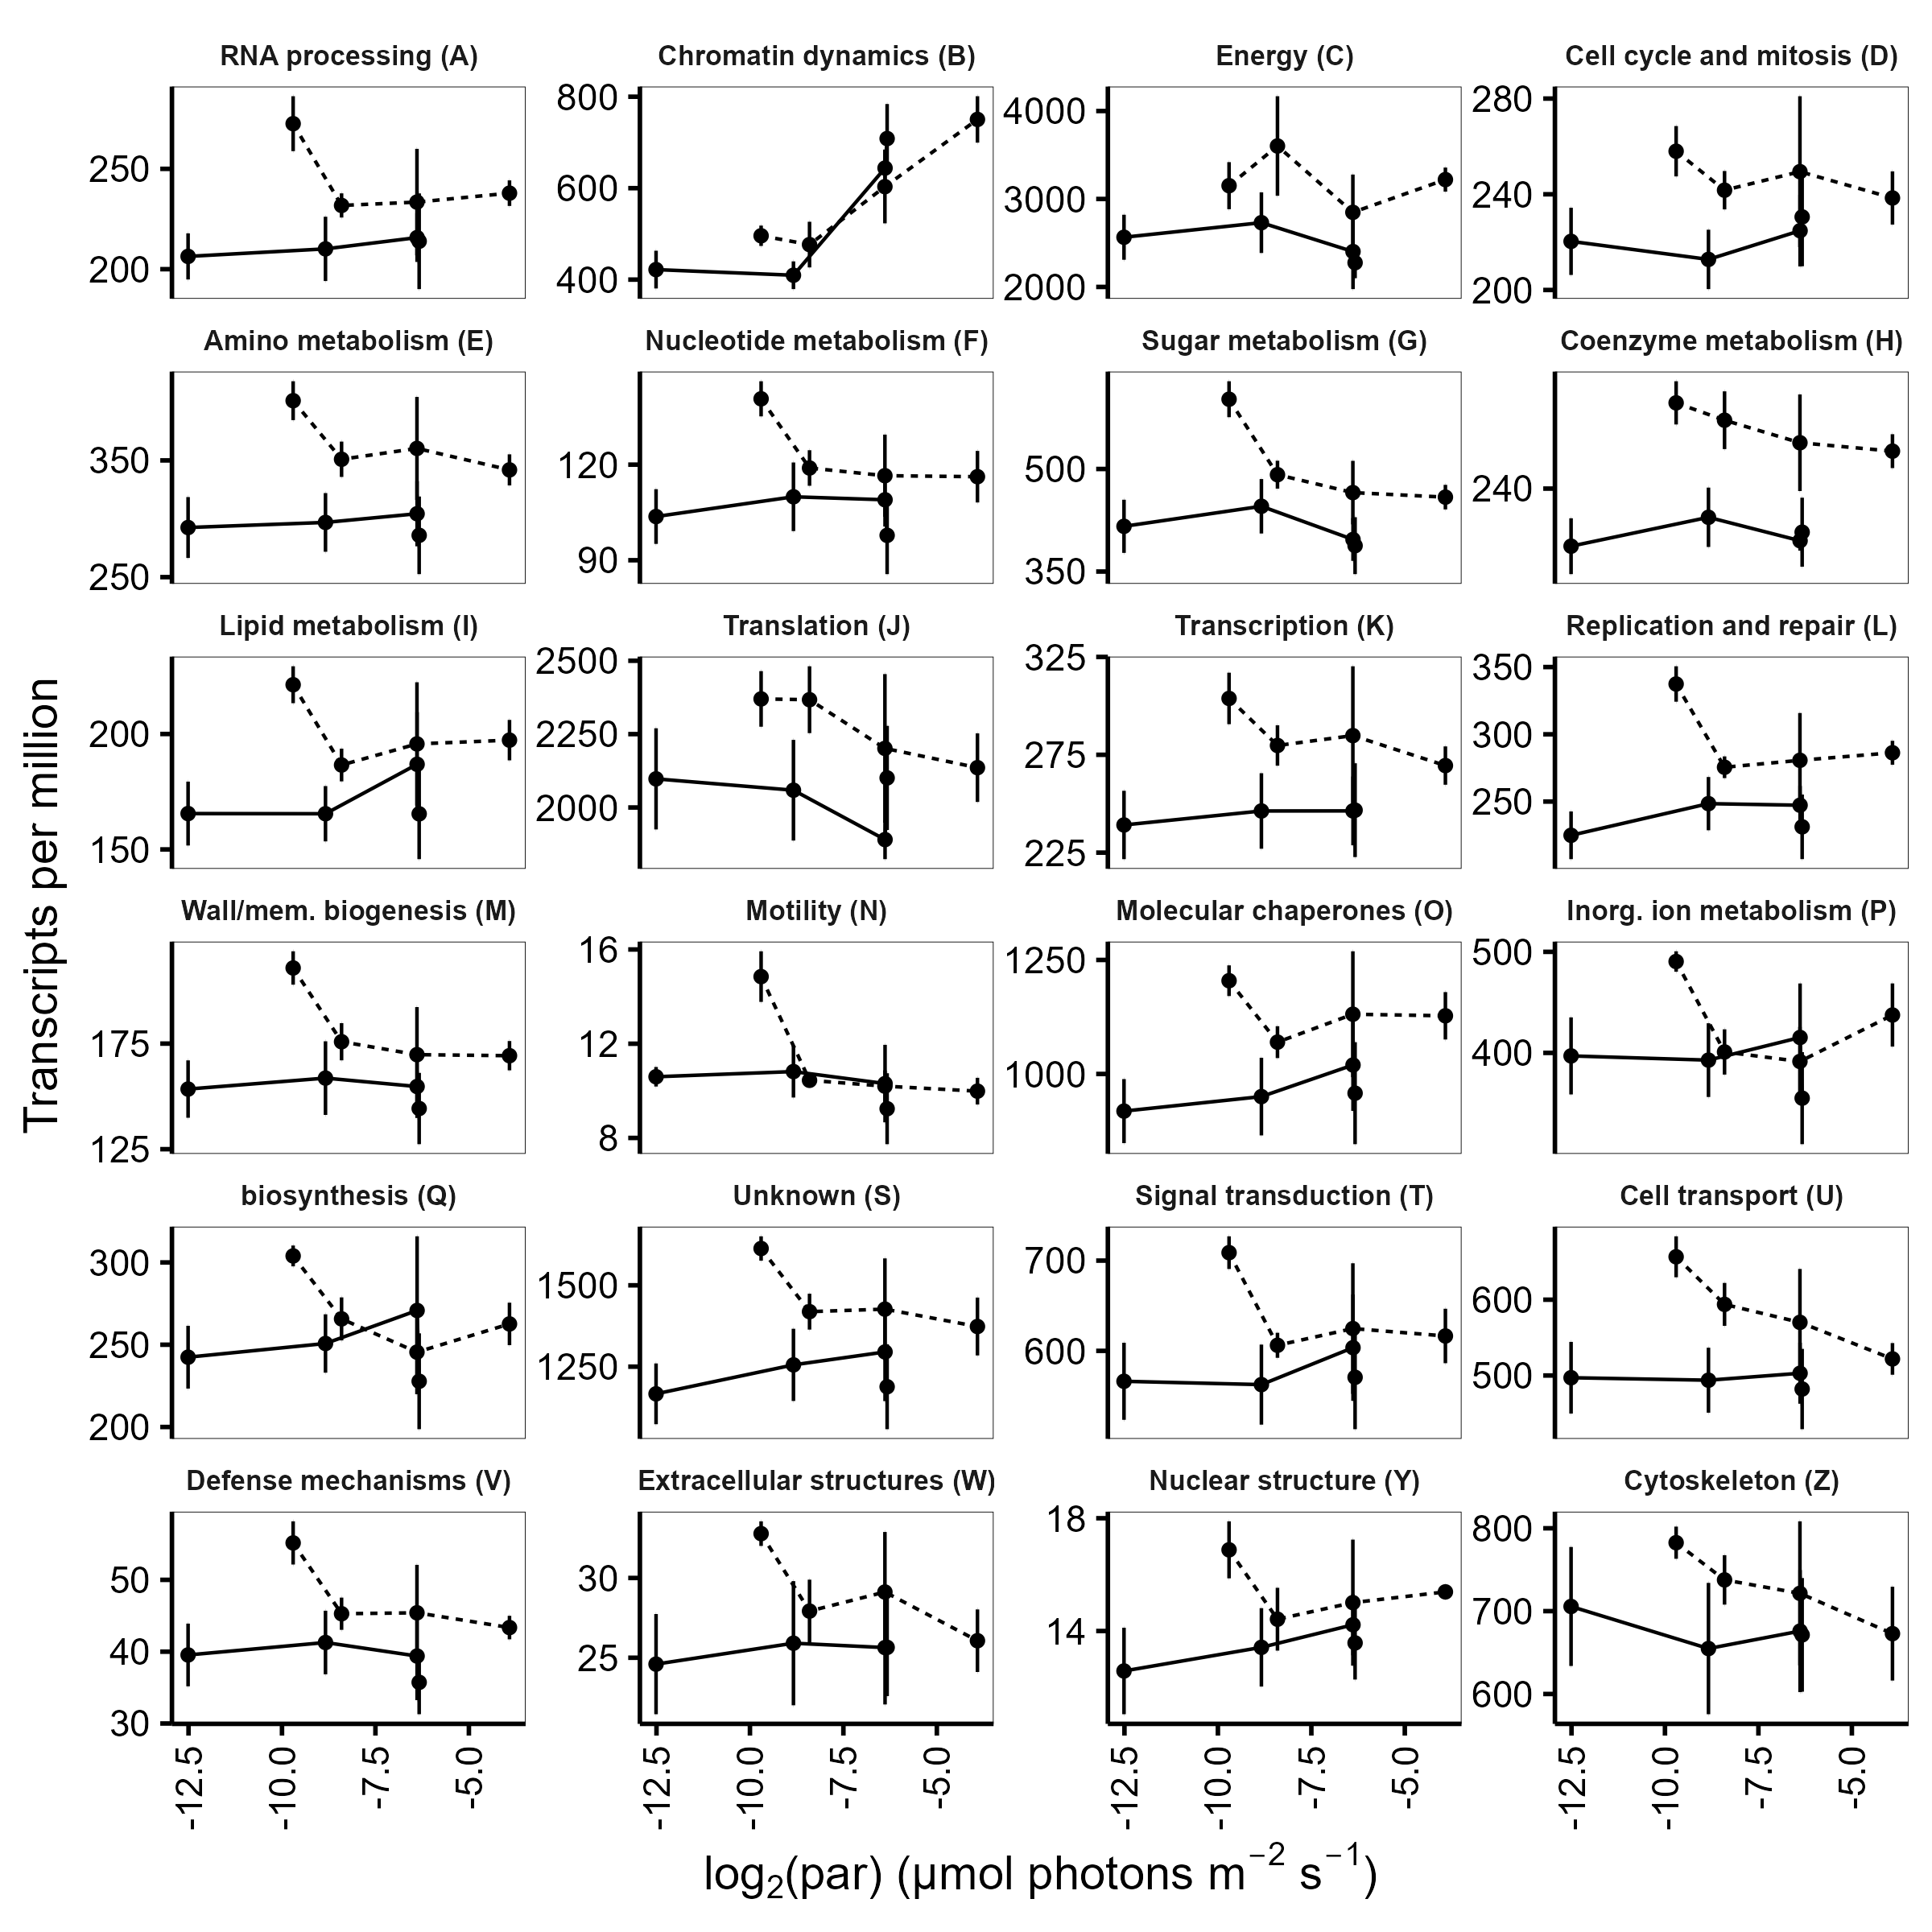 RNA processing (A)
Chromatin dynamics (B)
Energy (C)
Cell cycle and mitosis (D)
250
200
800
600
400
4000
3000
2000
280
240
200
Amino metabolism (E)
Nucleotide metabolism (F)
Sugar metabolism (G)
Coenzyme metabolism (H)
350
250
120
90
500
350
240
Lipid metabolism (I)
Translation (J)
Transcription (K)
Replication and repair (L)
200
150
2500
2250
2000
325
275
225
350
300
250
Wall/mem. biogenesis (M)
Motility (N)
Molecular chaperones (O)
Inorg. ion metabolism (P)
175
125
16
12
8
1250
1000
500
400
biosynthesis (Q)
Unknown (S)
Signal transduction (T)
Cell transport (U)
300
250
200
1500
1250
700
600
600
500
Defense mechanisms (V)
Extracellular structures (W)
Nuclear structure (Y)
Cytoskeleton (Z)
50
40
30
30
25
18
14
800
700
600
-12.5
-10.0
-7.5
-5.0
-12.5
-10.0
-7.5
-5.0
-12.5
-10.0
-7.5
-5.0
-12.5
-10.0
-7.5
-5.0
Transcripts per million
log₂(par) (μmol photons m⁻² s⁻¹)